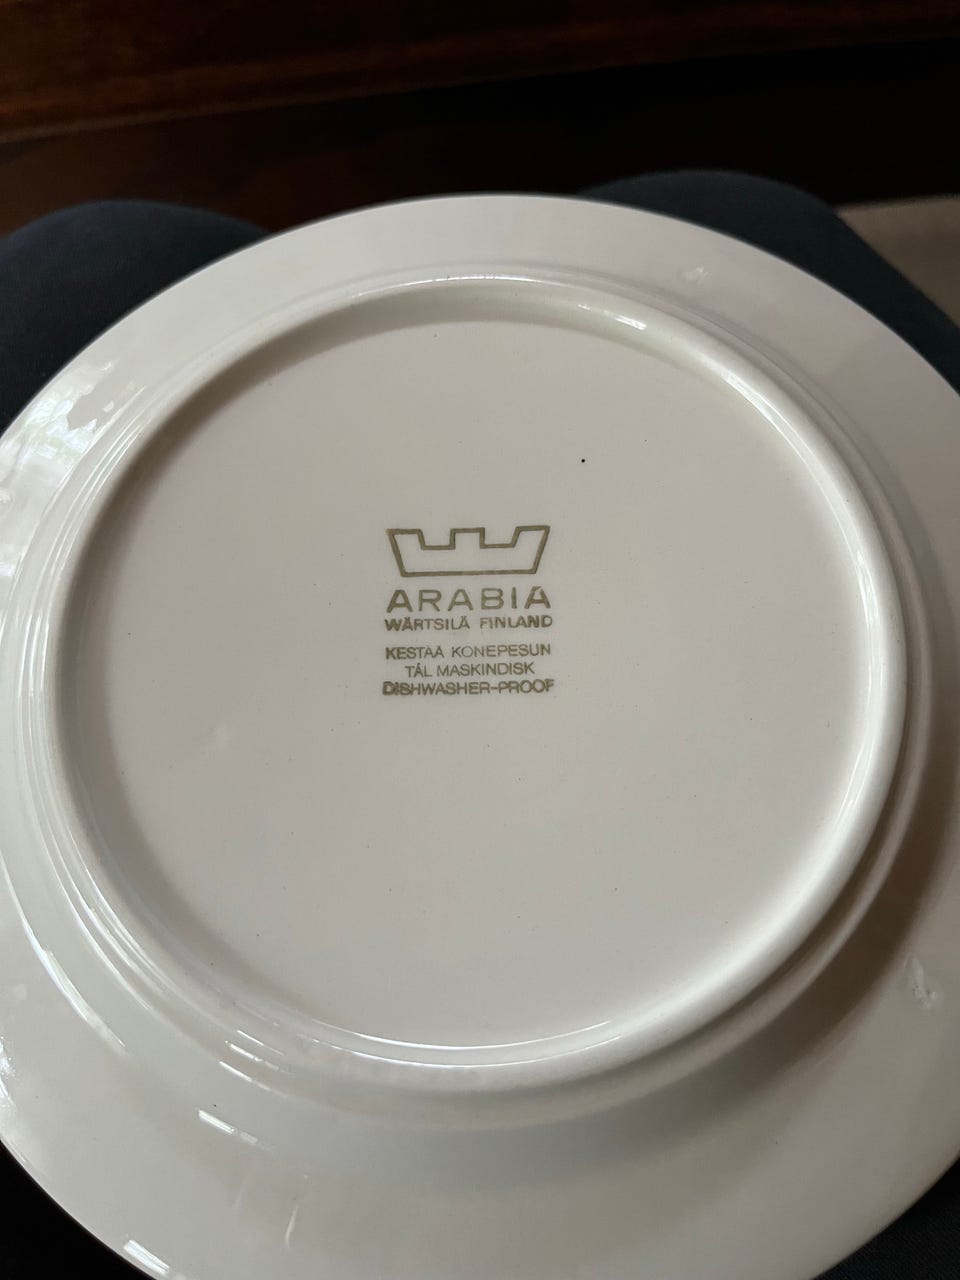 ARABIA
WÄRTSILÄ FINLAND
KESTÄÄ KONEPESUN
TÅL MASKINDISK
DISHWASHER-PROOF